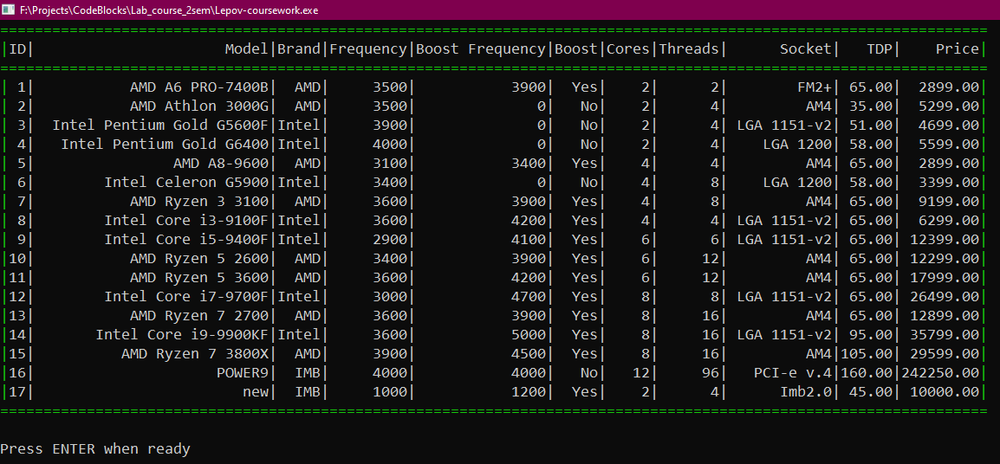 F:\Projects\CodeBlocks\Lab_course_2sem\Lepov-coursework.exe
==================================================================================================================
|ID|                           Model|Brand|Frequency|Boost Frequency|Boost|Cores|Threads|      Socket|   TDP|    Price|
==================================================================================================================
| 1|           AMD A6 PRO-7400B|  AMD|     3500|           3900|  Yes|    2|      2|        FM2+| 65.00|  2899.00|
| 2|           AMD Athlon 3000G|  AMD|     3500|              0|   No|    2|      4|         AM4| 35.00|  5299.00|
| 3|  Intel Pentium Gold G5600F|Intel|     3900|              0|   No|    2|      4| LGA 1151-v2| 51.00|  4699.00|
| 4|   Intel Pentium Gold G6400|Intel|     4000|              0|   No|    2|      4|    LGA 1200| 58.00|  5599.00|
| 5|                AMD A8-9600|  AMD|     3100|           3400|  Yes|    4|      4|         AM4| 65.00|  2899.00|
| 6|        Intel Celeron G5900|Intel|     3400|              0|   No|    4|      8|    LGA 1200| 58.00|  3399.00|
| 7|           AMD Ryzen 3 3100|  AMD|     3600|           3900|  Yes|    4|      8|         AM4| 65.00|  9199.00|
| 8|        Intel Core i3-9100F|Intel|     3600|           4200|  Yes|    4|      4| LGA 1151-v2| 65.00|  6299.00|
| 9|        Intel Core i5-9400F|Intel|     2900|           4100|  Yes|    6|      6| LGA 1151-v2| 65.00| 12399.00|
|10|           AMD Ryzen 5 2600|  AMD|     3400|           3900|  Yes|    6|     12|         AM4| 65.00| 12299.00|
|11|           AMD Ryzen 5 3600|  AMD|     3600|           4200|  Yes|    6|     12|         AM4| 65.00| 17999.00|
|12|        Intel Core i7-9700F|Intel|     3000|           4700|  Yes|    8|      8| LGA 1151-v2| 65.00| 26499.00|
|13|           AMD Ryzen 7 2700|  AMD|     3600|           3900|  Yes|    8|     16|         AM4| 65.00| 12899.00|
|14|       Intel Core i9-9900KF|Intel|     3600|           5000|  Yes|    8|     16| LGA 1151-v2| 95.00| 35799.00|
|15|          AMD Ryzen 7 3800X|  AMD|     3900|           4500|  Yes|    8|     16|         AM4|105.00| 29599.00|
|16|                     POWER9|  IMB|     4000|           4000|   No|   12|     96|   PCI-e v.4|160.00|242250.00|
|17|                        new|  IMB|     1000|           1200|  Yes|    2|      4|      Imb2.0| 45.00| 10000.00|
==================================================================================================================
Press ENTER when ready